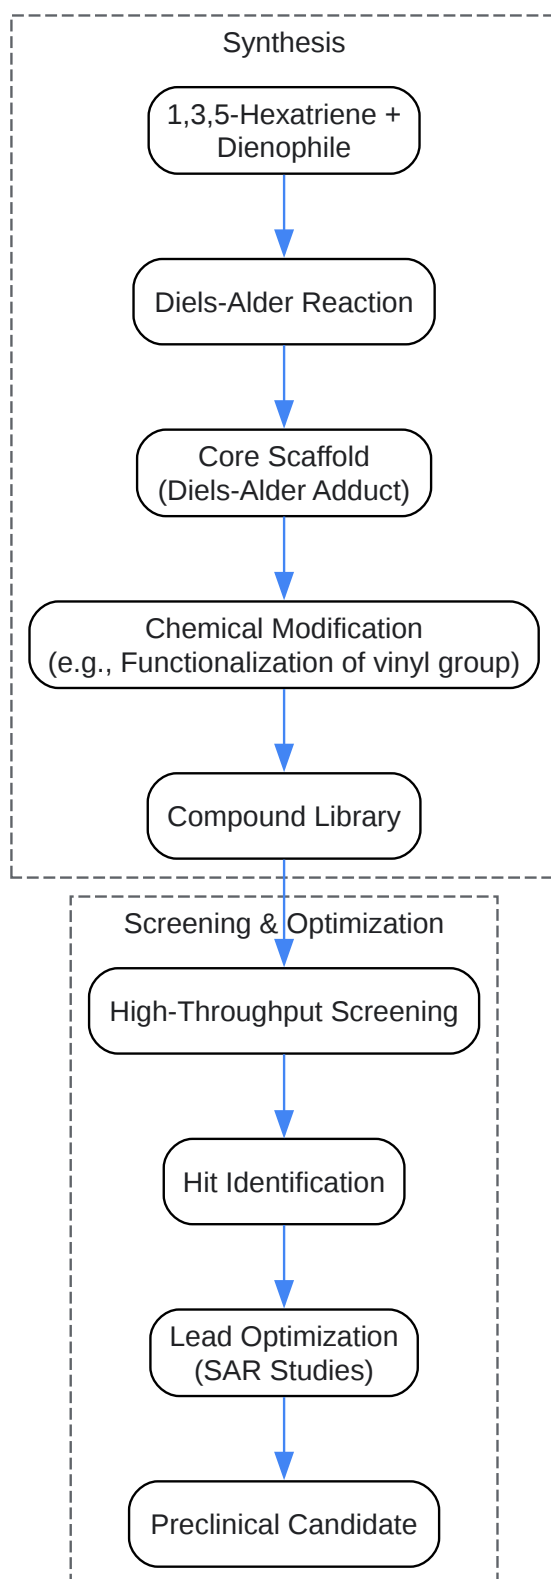 Synthesis
1,3,5-Hexatriene +
Dienophile
Diels-Alder Reaction
Core Scaffold
(Diels-Alder Adduct)
Chemical Modification
(e.g., Functionalization of vinyl group)
Compound Library
Screening & Optimization
High-Throughput Screening
Hit Identification
Lead Optimization
(SAR Studies)
Preclinical Candidate